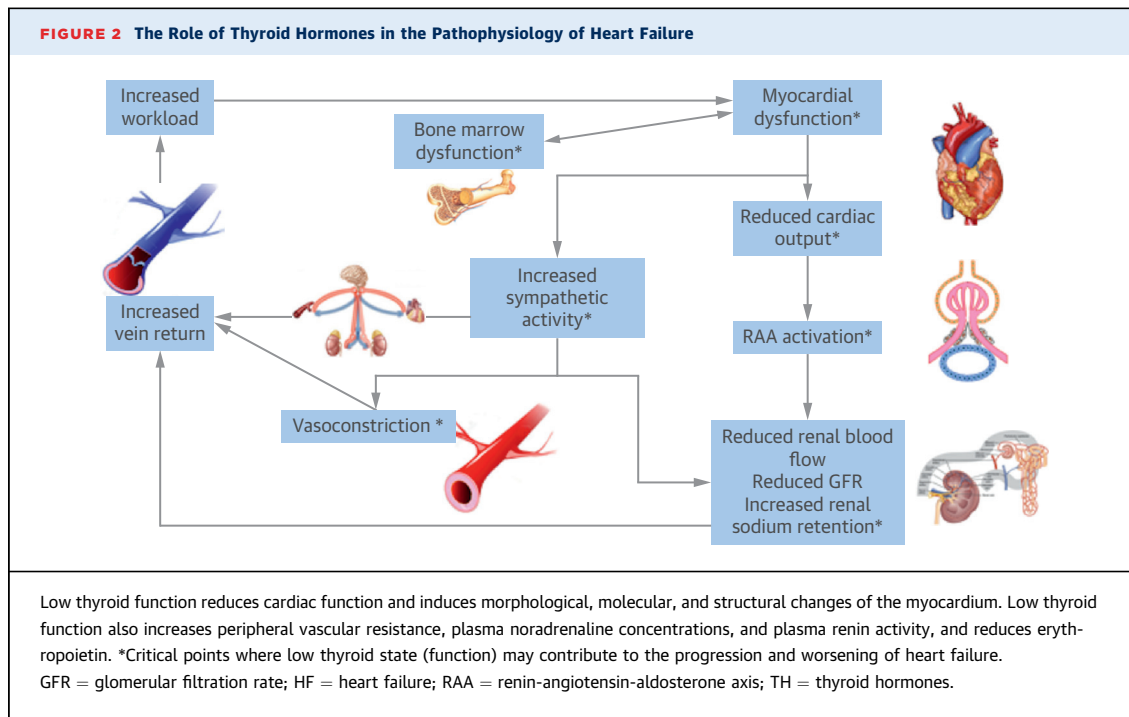 FIGURE 2 The Role of Thyroid Hormones in the Pathophysiology of Heart Failure
Increased
workload
Myocardial
dysfunction*
Bone marrow
dysfunction*
Reduced cardiac
output*
Increased
sympathetic
activity*
Increased
vein return
RAA activation*
Vasoconstriction *
Reduced renal blood
flow
Reduced GFR
Increased renal
sodium retention*
Low thyroid function reduces cardiac function and induces morphological, molecular, and structural changes of the myocardium. Low thyroid
function also increases peripheral vascular resistance, plasma noradrenaline concentrations, and plasma renin activity, and reduces eryth-
ropoietin. *Critical points where low thyroid state (function) may contribute to the progression and worsening of heart failure.
GFR = glomerular filtration rate; HF = heart failure; RAA = renin-angiotensin-aldosterone axis; TH = thyroid hormones.